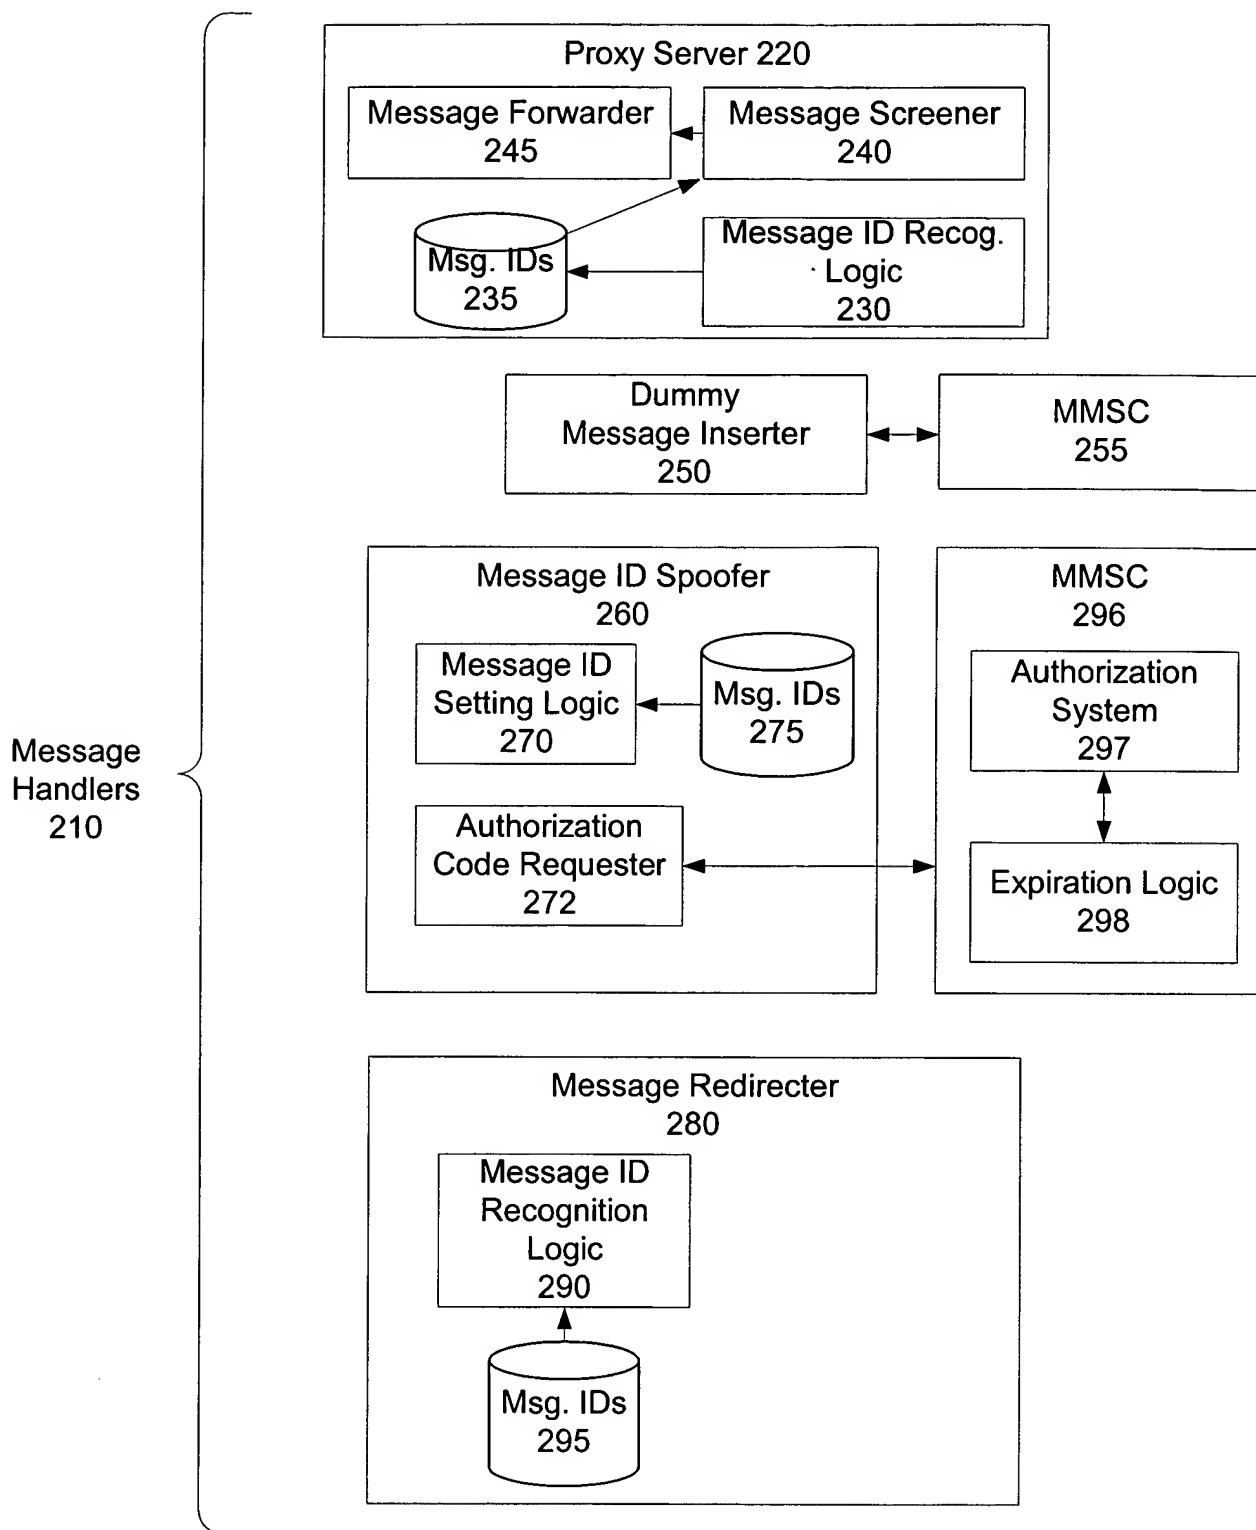 Proxy Server 220
Message Forwarder
245
Message Screener
240
Msg. IDs
235
Message ID Recog.
Logic
230
Dummy
Message Inserter
250
MMSC
255
Message ID Spoofer
260
Message ID
Setting Logic
270
Msg. IDs
275
Authorization
Code Requester
272
MMSC
296
Authorization
System
297
Expiration Logic
298
Message
Handlers
210
Message Redirecter
280
Message ID
Recognition
Logic
290
Msg. IDs
295